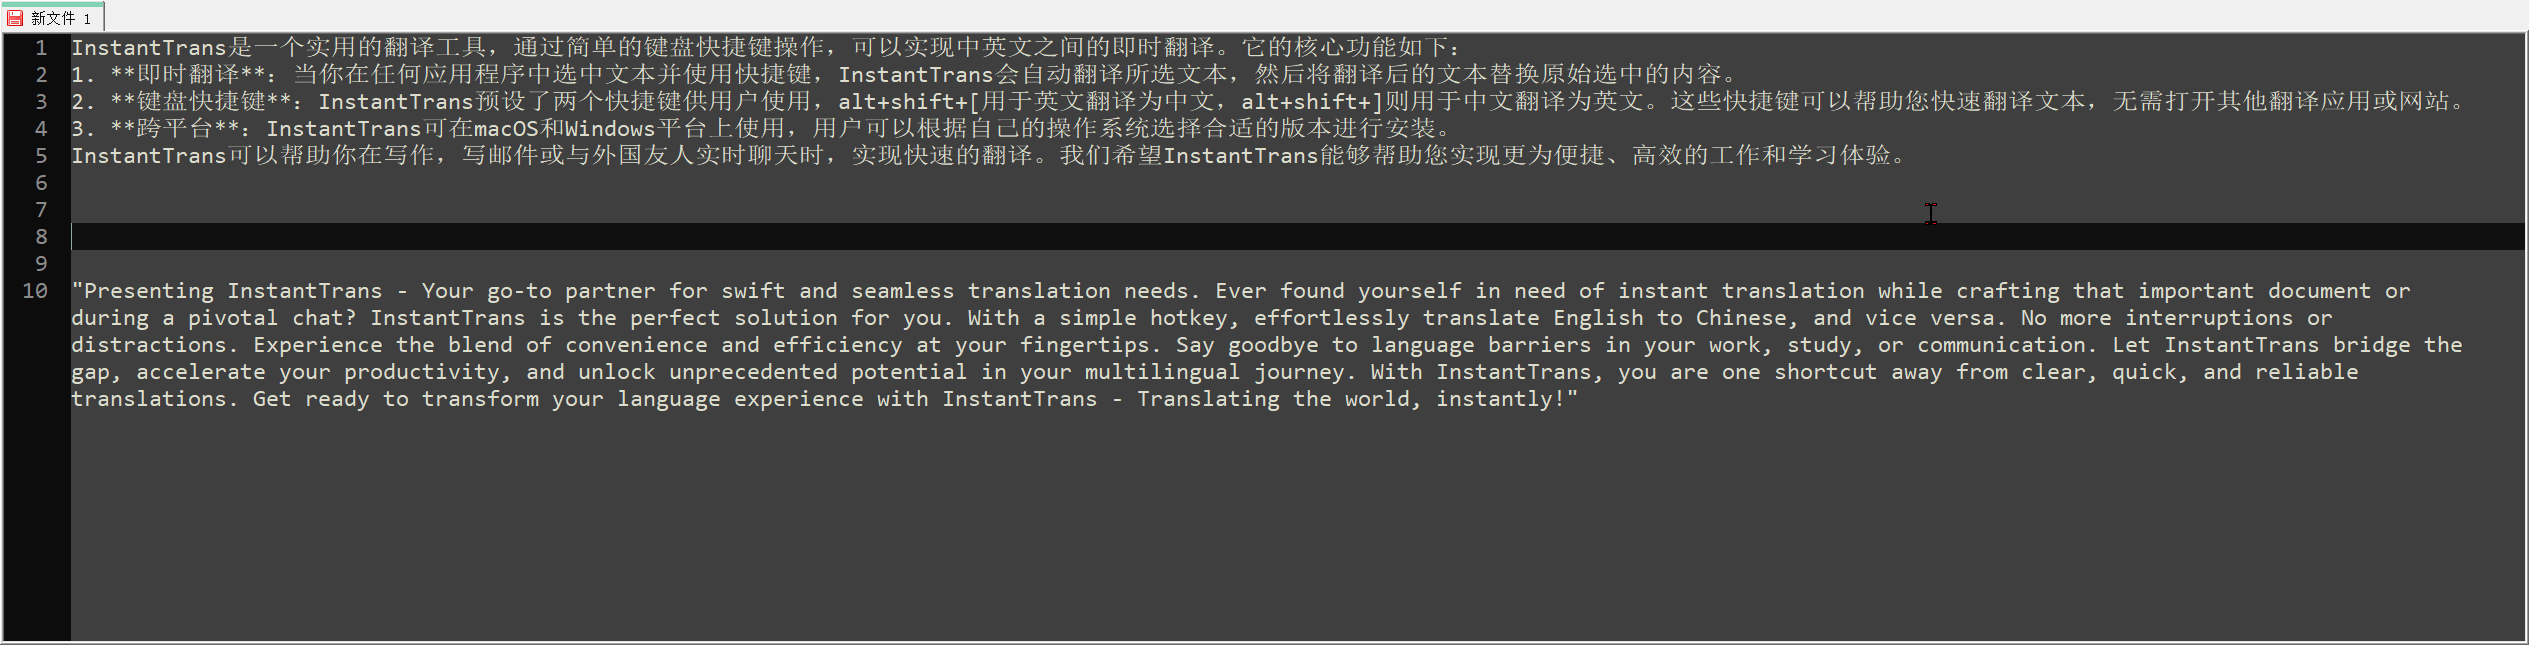 新文件 1
1 InstantTrans是一个实用的翻译工具，通过简单的键盘快捷键操作，可以实现中英文之间的即时翻译。它的核心功能如下：
2 1. **即时翻译**：当你在任何应用程序中选中文本并使用快捷键，InstantTrans会自动翻译所选文本，然后将翻译后的文本替换原始选中的内容。
3 2. **键盘快捷键**：InstantTrans预设了两个快捷键供用户使用，alt+shift+[用于英文翻译为中文，alt+shift+]则用于中文翻译为英文。这些快捷键可以帮助您快速翻译文本，无需打开其他翻译应用或网站。
4 3. **跨平台**：InstantTrans可在macOS和Windows平台上使用，用户可以根据自己的操作系统选择合适的版本进行安装。
5 InstantTrans可以帮助你在写作，写邮件或与外国友人实时聊天时，实现快速的翻译。我们希望InstantTrans能够帮助您实现更为便捷、高效的工作和学习体验。
6
7
8
9
10 "Presenting InstantTrans - Your go-to partner for swift and seamless translation needs. Ever found yourself in need of instant translation while crafting that important document or
during a pivotal chat? InstantTrans is the perfect solution for you. With a simple hotkey, effortlessly translate English to Chinese, and vice versa. No more interruptions or
distractions. Experience the blend of convenience and efficiency at your fingertips. Say goodbye to language barriers in your work, study, or communication. Let InstantTrans bridge the
gap, accelerate your productivity, and unlock unprecedented potential in your multilingual journey. With InstantTrans, you are one shortcut away from clear, quick, and reliable
translations. Get ready to transform your language experience with InstantTrans - Translating the world, instantly!"